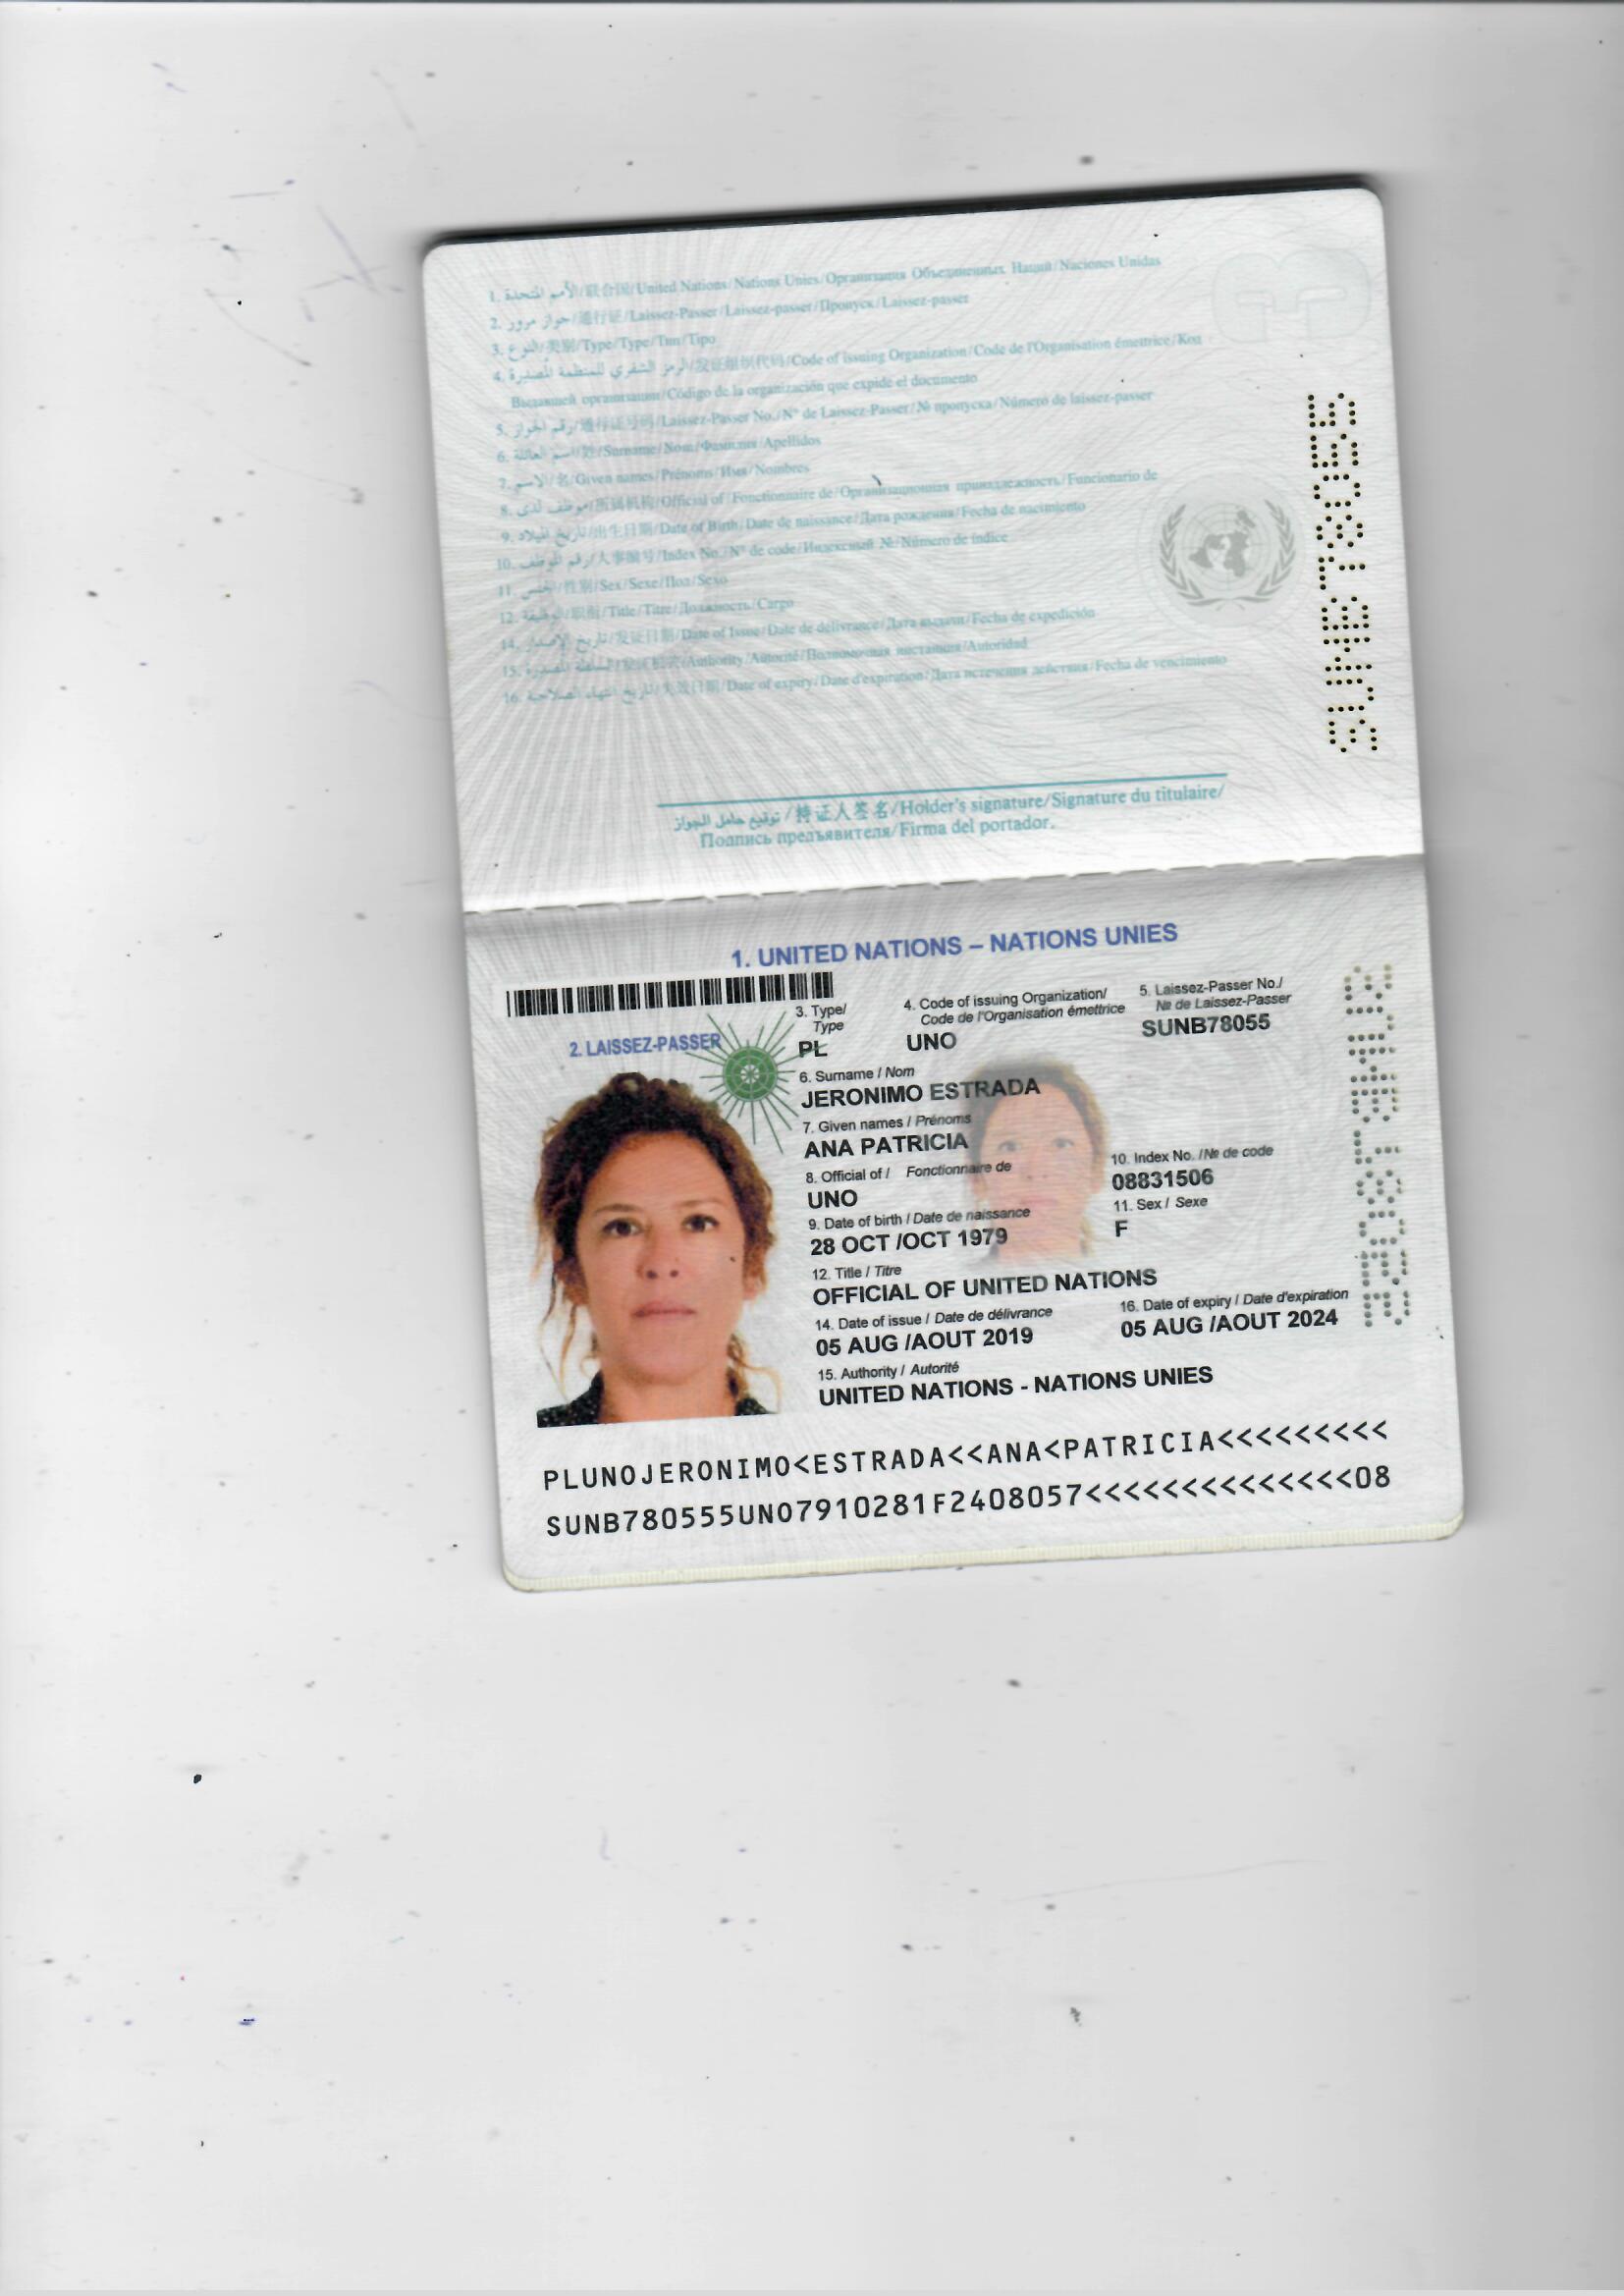 1. الأمم المتحدة/联合国/United Nations/Nations Unies/Организация Объединенных Наций/Naciones Unidas
2. جواز مرور/通行证/Laissez-Passer/Laissez-passer/Пропуск/Laissez-passer
3. النوع/类别/Type/Type/Тип/Tipo
4. الرمز الشفري للمنظمة المُصدِرة/发证组织代码/Code of issuing Organization/Code de l'Organisation émettrice/Код
Выдавшей организации/Código de la organización que expide el documento
5. رقم الجواز/通行证号码/Laissez-Passer No./N° de Laissez-Passer/№ пропуска/Número de laissez-passer
6. اسم العائلة/姓/Surname/Nom/Фамилия/Apellidos
7. الاسم/名/Given names/Prénoms/Имя/Nombres
8. موظف لدى/所属机构/Official of/Fonctionnaire de/Организационная принадлежность/Funcionario de
9. تاريخ الميلاد/出生日期/Date of Birth/Date de naissance/Дата рождения/Fecha de nacimiento
10. رقم الموظف/人事编号/Index No./N° de code/Индексный №/Número de índice
11. الجنس/性别/Sex/Sexe/Пол/Sexo
12. الوظيفة/职衔/Title/Titre/Должность/Cargo
14. تاريخ الإصدار/发证日期/Date of Issue/Date de délivrance/Дата выдачи/Fecha de expedición
15. السلطة المصدرة/Authority/Autorité/Полномочная инстанция/Autoridad
16. تاريخ انتهاء الصلاحية/失效日期/Date of expiry/Date d'expiration/Дата истечения действия/Fecha de vencimiento
توقيع حامل الجواز/持证人签名/Holder's signature/Signature du titulaire/
Подпись предъявителя/Firma del portador.
1. UNITED NATIONS – NATIONS UNIES
2. LAISSEZ-PASSER
3. Type/
Type
PL
4. Code of issuing Organization/
Code de l'Organisation émettrice
UNO
5. Laissez-Passer No./
№ de Laissez-Passer
SUNB78055
6. Surname / Nom
JERONIMO ESTRADA
7. Given names / Prénoms
ANA PATRICIA
8. Official of / Fonctionnaire de
UNO
10. Index No. /№ de code
08831506
9. Date of birth / Date de naissance
28 OCT /OCT 1979
11. Sex / Sexe
F
12. Title / Titre
OFFICIAL OF UNITED NATIONS
14. Date of issue / Date de délivrance
05 AUG /AOUT 2019
16. Date of expiry / Date d'expiration
05 AUG /AOUT 2024
15. Authority / Autorité
UNITED NATIONS - NATIONS UNIES
PLUNOJERONIMO<ESTRADA<<ANA<PATRICIA<<<<<<<<<
SUNB780555UNO7910281F2408057<<<<<<<<<<<<<<08